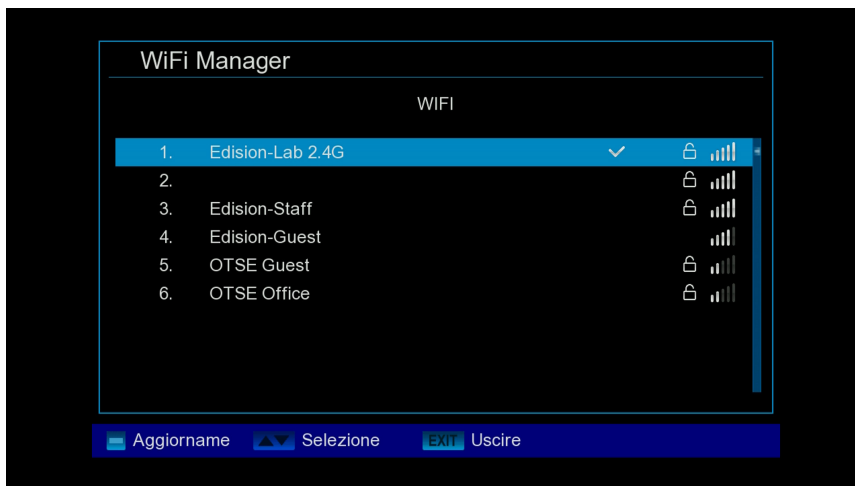 WiFi Manager
WIFI
1. Edision-Lab 2.4G
2.
3. Edision-Staff
4. Edision-Guest
5. OTSE Guest
6. OTSE Office
Aggiorname Selezione EXIT Uscire